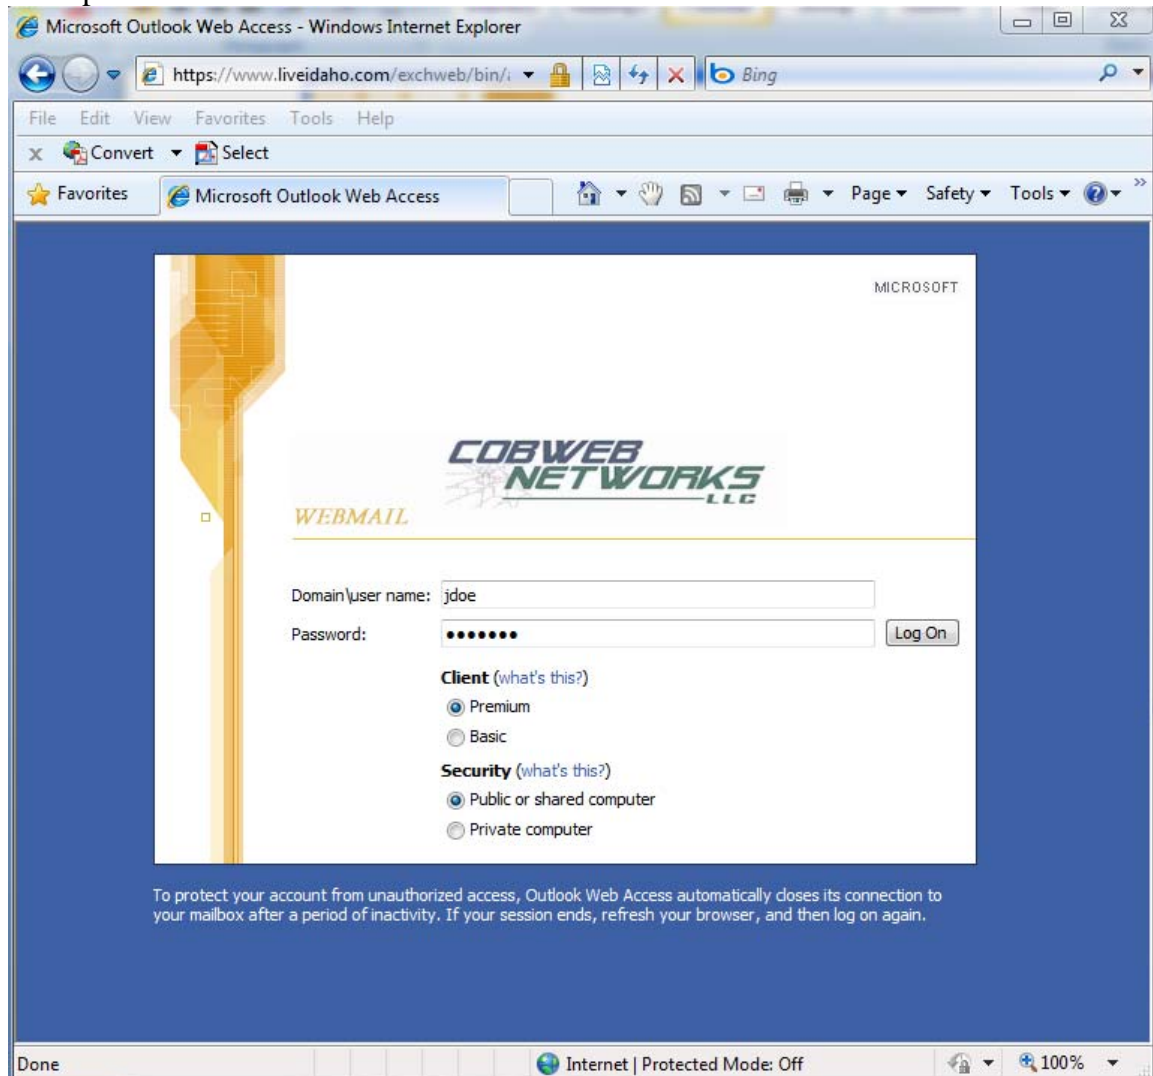 Microsoft Outlook Web Access - Windows Internet Explorer
https://www.liveidaho.com/exchweb/bin/
Bing
File Edit View Favorites Tools Help
x Convert Select
Favorites Microsoft Outlook Web Access Page Safety Tools
MICROSOFT
COBWEB
NETWORKS
LLC
WEBMAIL
Domain\user name: jdoe
Password: ●●●●●●● Log On
Client (what's this?)
Premium
Basic
Security (what's this?)
Public or shared computer
Private computer
To protect your account from unauthorized access, Outlook Web Access automatically closes its connection to
your mailbox after a period of inactivity. If your session ends, refresh your browser, and then log on again.
Done Internet | Protected Mode: Off 100%